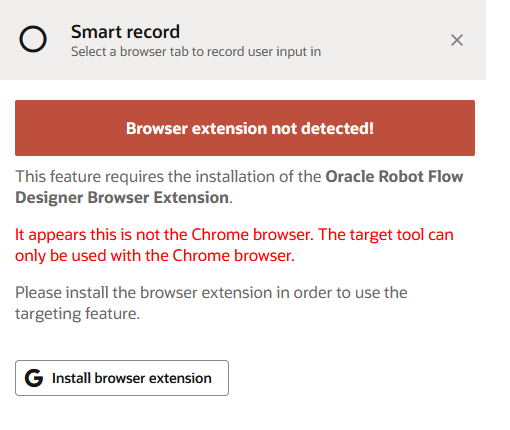 Smart record
Select a browser tab to record user input in
Browser extension not detected!
This feature requires the installation of the Oracle Robot Flow
Designer Browser Extension.
It appears this is not the Chrome browser. The target tool can
only be used with the Chrome browser.
Please install the browser extension in order to use the
targeting feature.
Install browser extension